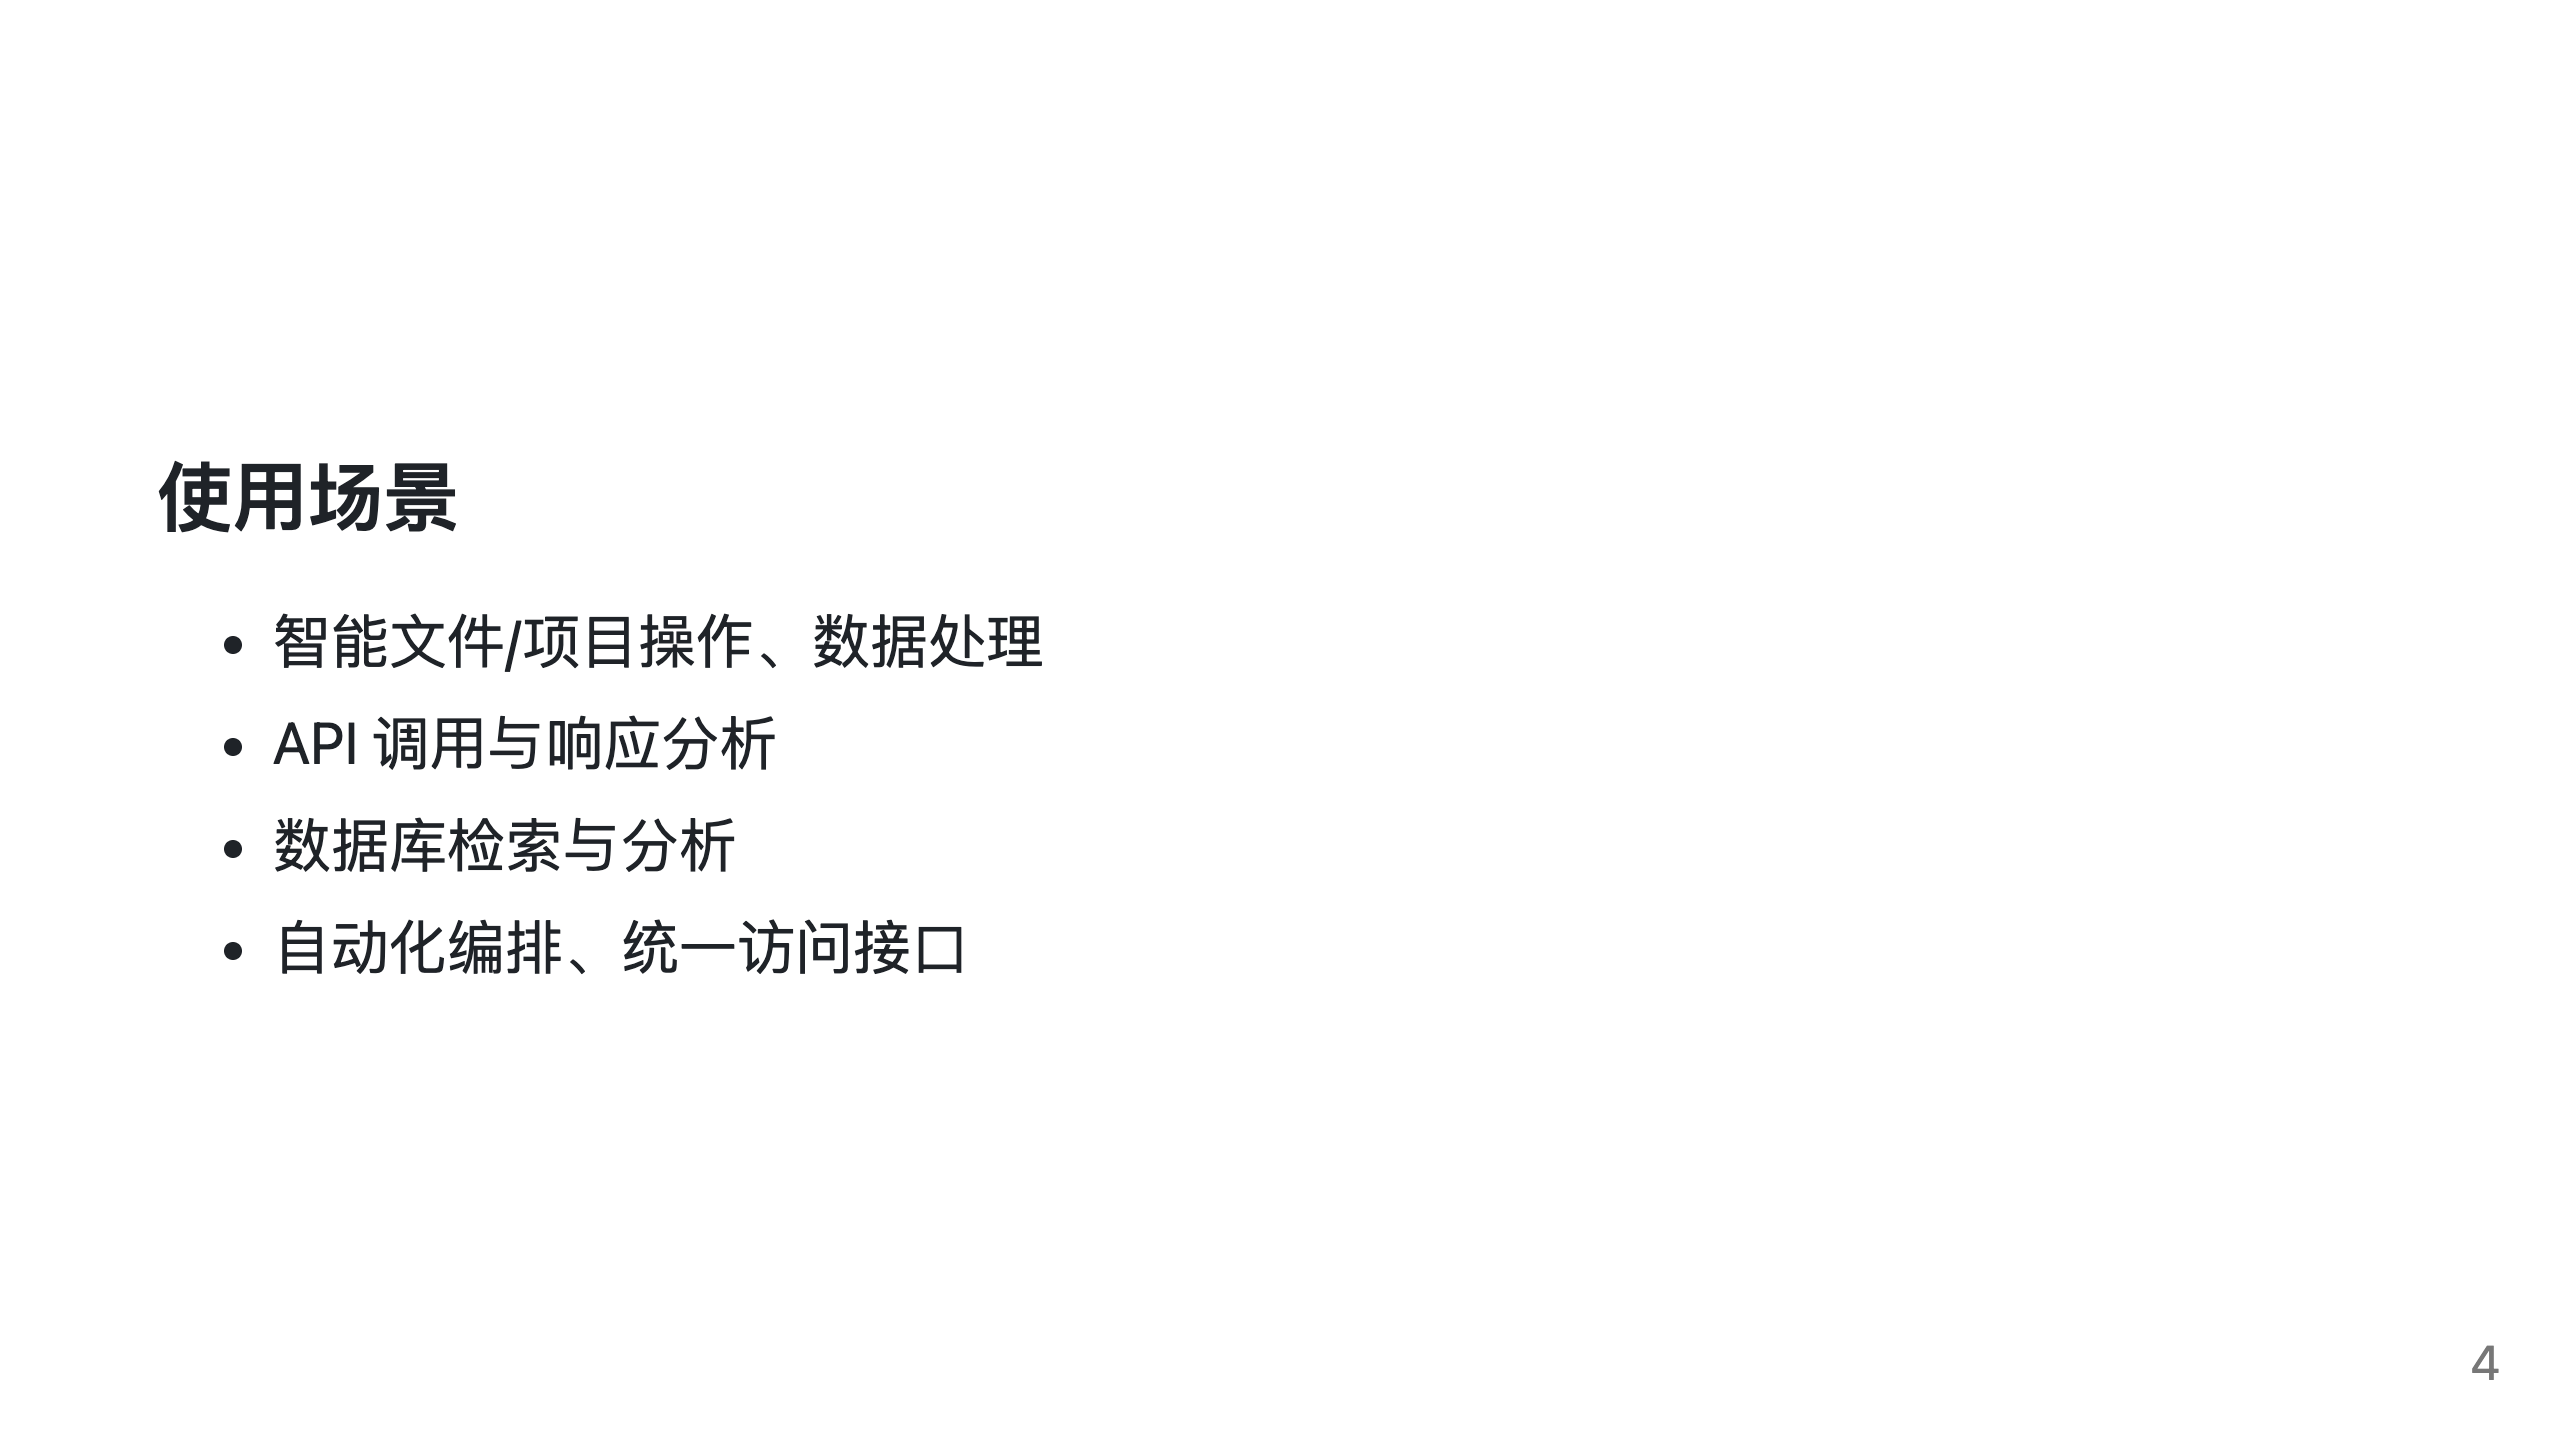 使用场景
智能文件/项目操作、数据处理
API 调用与响应分析
数据库检索与分析
自动化编排、统一访问接口
4